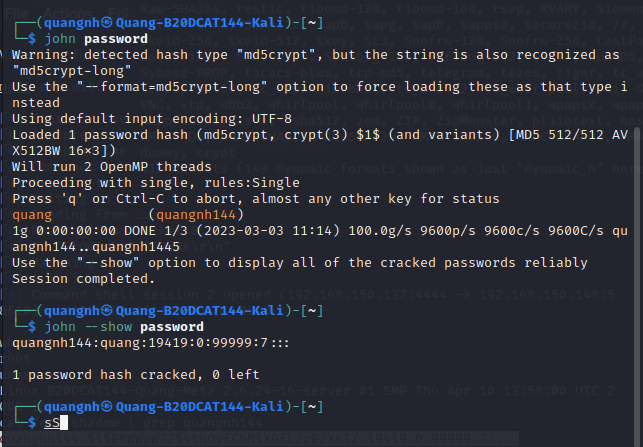 ┌──(quangnh㉿Quang-B20DCAT144-Kali)-[~]
└─$ john password
Warning: detected hash type "md5crypt", but the string is also recognized as
"md5crypt-long"
Use the "--format=md5crypt-long" option to force loading these as that type i
nstead
Using default input encoding: UTF-8
Loaded 1 password hash (md5crypt, crypt(3) $1$ (and variants) [MD5 512/512 AV
X512BW 16×3])
Will run 2 OpenMP threads
Proceeding with single, rules:Single
Press 'q' or Ctrl-C to abort, almost any other key for status
quang            (quangnh144)
1g 0:00:00:00 DONE 1/3 (2023-03-03 11:14) 100.0g/s 9600p/s 9600c/s 9600C/s qu
angnh144..quangnh1445
Use the "--show" option to display all of the cracked passwords reliably
Session completed.
┌──(quangnh㉿Quang-B20DCAT144-Kali)-[~]
└─$ john --show password
quangnh144:quang:19419:0:99999:7:::
1 password hash cracked, 0 left
┌──(quangnh㉿Quang-B20DCAT144-Kali)-[~]
└─$ sS